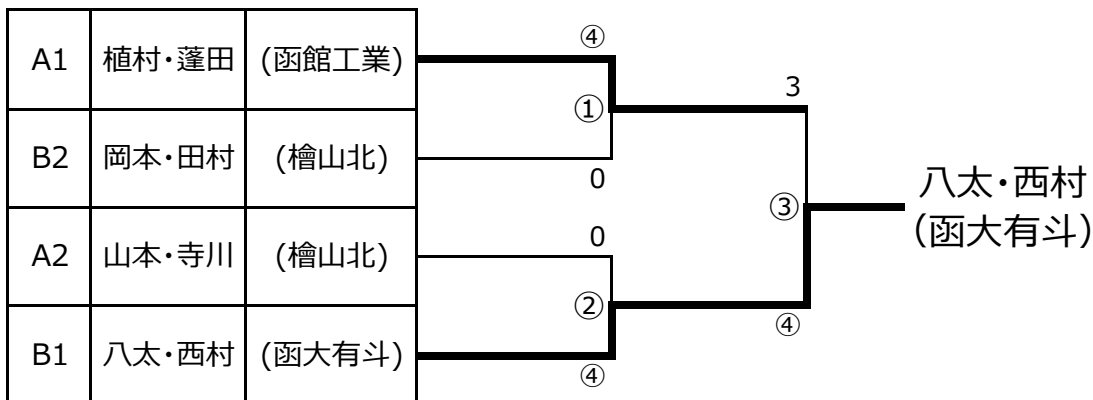 A1 植村・蓬田 (函館工業)
B2 岡本・田村 (檜山北)
A2 山本・寺川 (檜山北)
B1 八太・西村 (函大有斗)
④
①
0
0
②
④
3
③
④
八太・西村
(函大有斗)